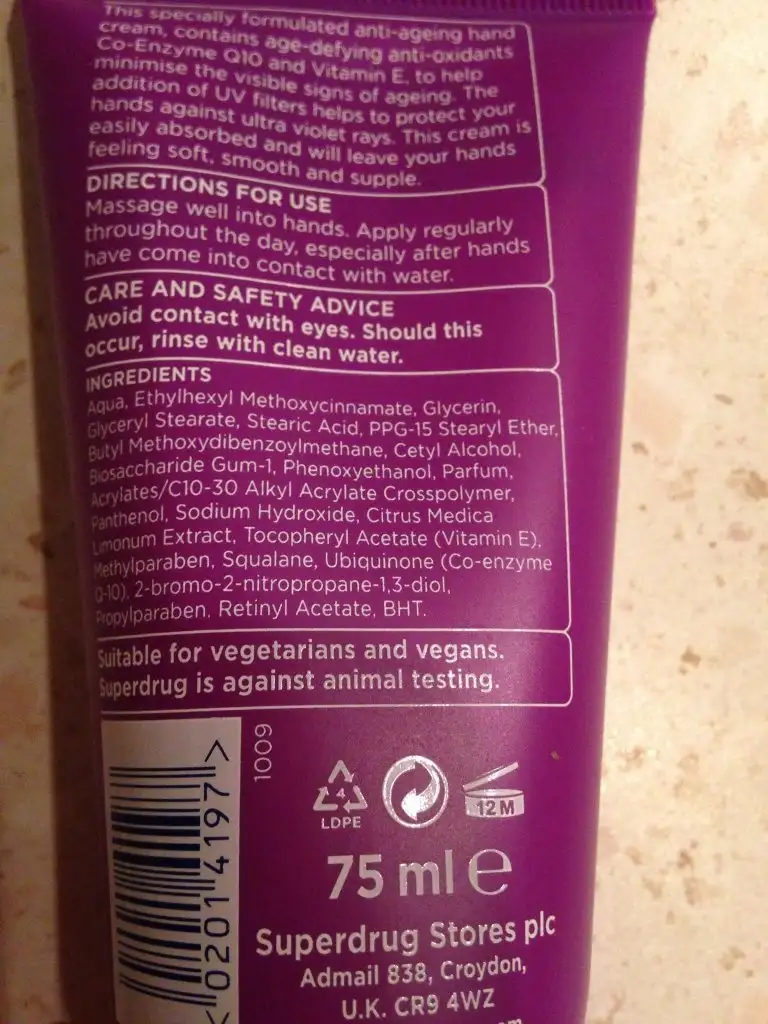 This specially formulated anti-ageing hand
cream, contains age-defying anti-oxidants
Co-Enzyme Q10 and Vitamin E, to help
minimise the visible signs of ageing. The
addition of UV filters helps to protect your
hands against ultra violet rays. This cream is
easily absorbed and will leave your hands
feeling soft, smooth and supple.
DIRECTIONS FOR USE
Massage well into hands. Apply regularly
throughout the day, especially after hands
have come into contact with water.
CARE AND SAFETY ADVICE
Avoid contact with eyes. Should this
occur, rinse with clean water.
INGREDIENTS
Aqua, Ethylhexyl Methoxycinnamate, Glycerin,
Glyceryl Stearate, Stearic Acid, PPG-15 Stearyl Ether,
Butyl Methoxydibenzoylmethane, Cetyl Alcohol,
Biosaccharide Gum-1, Phenoxyethanol, Parfum,
Acrylates/C10-30 Alkyl Acrylate Crosspolymer,
Panthenol, Sodium Hydroxide, Citrus Medica
Limonum Extract, Tocopheryl Acetate (Vitamin E),
Methylparaben, Squalane, Ubiquinone (Co-enzyme
Q-10), 2-bromo-2-nitropropane-1,3-diol,
Propylparaben, Retinyl Acetate, BHT.
Suitable for vegetarians and vegans.
Superdrug is against animal testing.
1009
02014197>
4
LDPE
12M
75 ml e
Superdrug Stores plc
Admail 838, Croydon,
U.K. CR9 4WZ